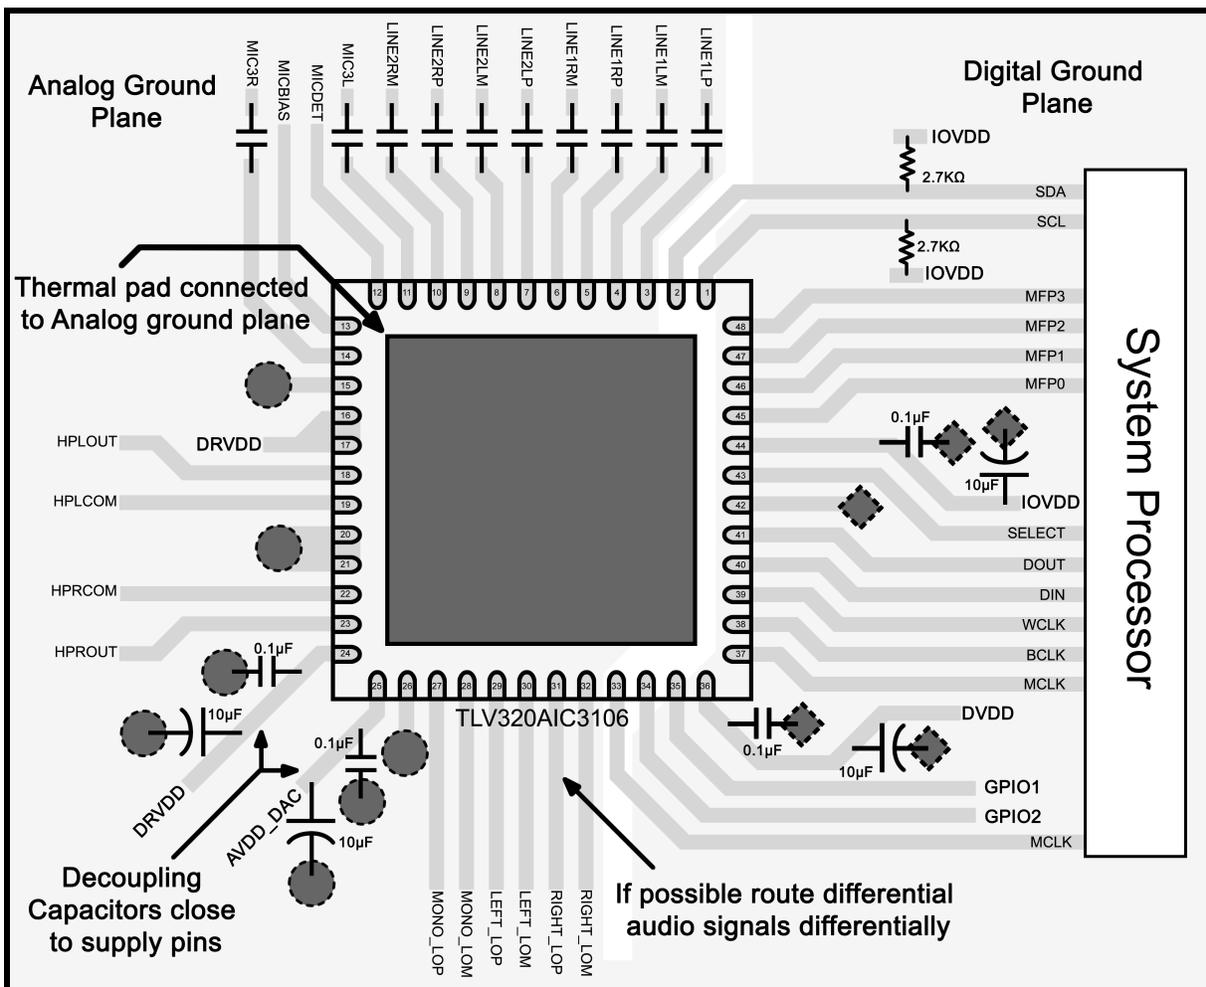 MIC3R
MICBIAS
MICDET
MIC3L
LINE2RM
LINE2RP
LINE2LM
LINE2LP
LINE1RM
LINE1RP
LINE1LM
LINE1LP
Analog Ground
Plane
Digital Ground
Plane
IOVDD
2.7KΩ
SDA
SCL
2.7KΩ
IOVDD
Thermal pad connected
to Analog ground plane
12
11
10
9
8
7
6
5
4
3
2
1
13
14
15
16
17
18
19
20
21
22
23
24
25
26
27
28
29
30
31
32
33
34
35
36
48
47
46
45
44
43
42
41
40
39
38
37
MFP3
MFP2
MFP1
MFP0
0.1µF
10µF
IOVDD
SELECT
DOUT
DIN
WCLK
BCLK
MCLK
System Processor
HPLOUT
DRVDD
HPLCOM
HPRCOM
HPROUT
0.1µF
10µF
TLV320AIC3106
0.1µF
DRVDD
AVDD_DAC
10µF
DVDD
0.1µF
10µF
GPIO1
GPIO2
MCLK
Decoupling
Capacitors close
to supply pins
MONO_LOP
MONO_LOM
LEFT_LOP
LEFT_LOM
RIGHT_LOP
RIGHT_LOM
If possible route differential
audio signals differentially